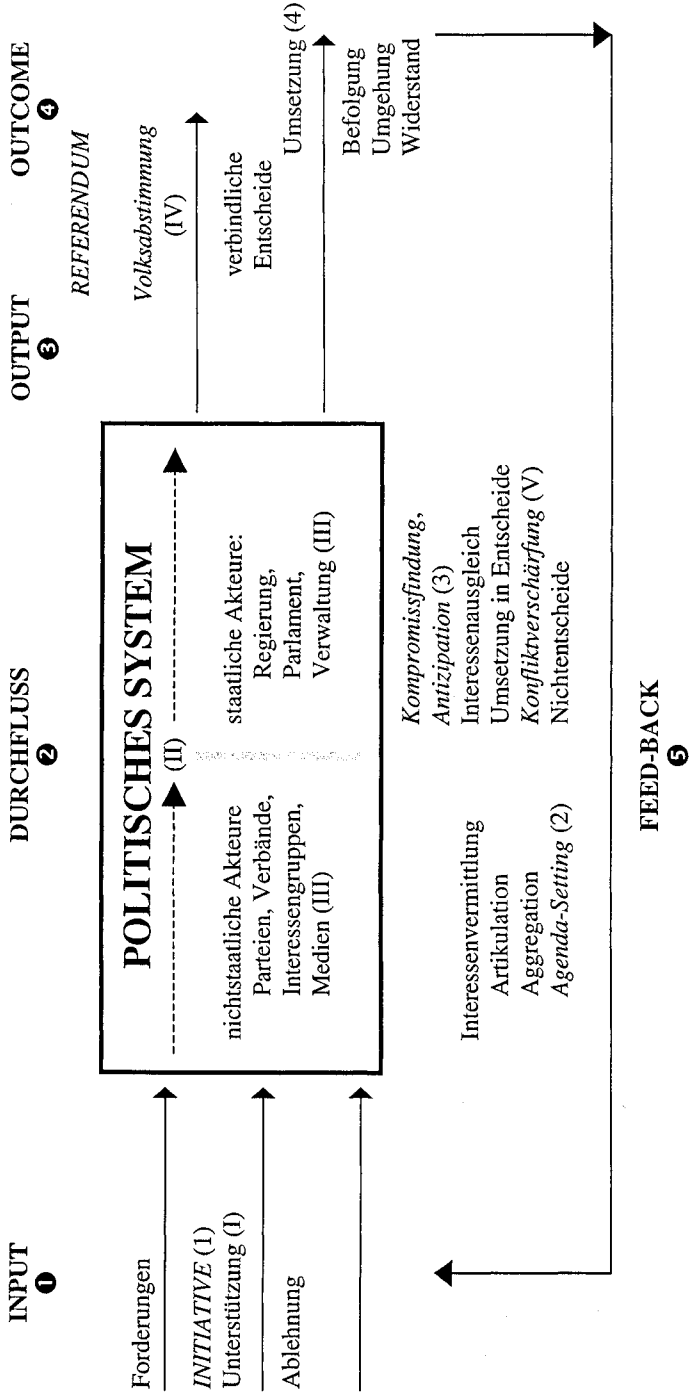 INPUT
❶
DURCHFLUSS
❷
OUTPUT
❸
OUTCOME
❹
Forderungen
INITIATIVE (1)
Unterstützung (I)
Ablehnung
POLITISCHES SYSTEM
(II)
nichtstaatliche Akteure
Parteien, Verbände,
Interessengruppen,
Medien (III)
staatliche Akteure:
Regierung,
Parlament,
Verwaltung (III)
REFERENDUM
Volksabstimmung
(IV)
verbindliche
Entscheide
Umsetzung (4)
Befolgung
Umgehung
Widerstand
Interessenvermittlung
Artikulation
Aggregation
Agenda-Setting (2)
Kompromissfindung,
Antizipation (3)
Interessenausgleich
Umsetzung in Entscheide
Konfliktverschärfung (V)
Nichtentscheide
FEED-BACK
❺